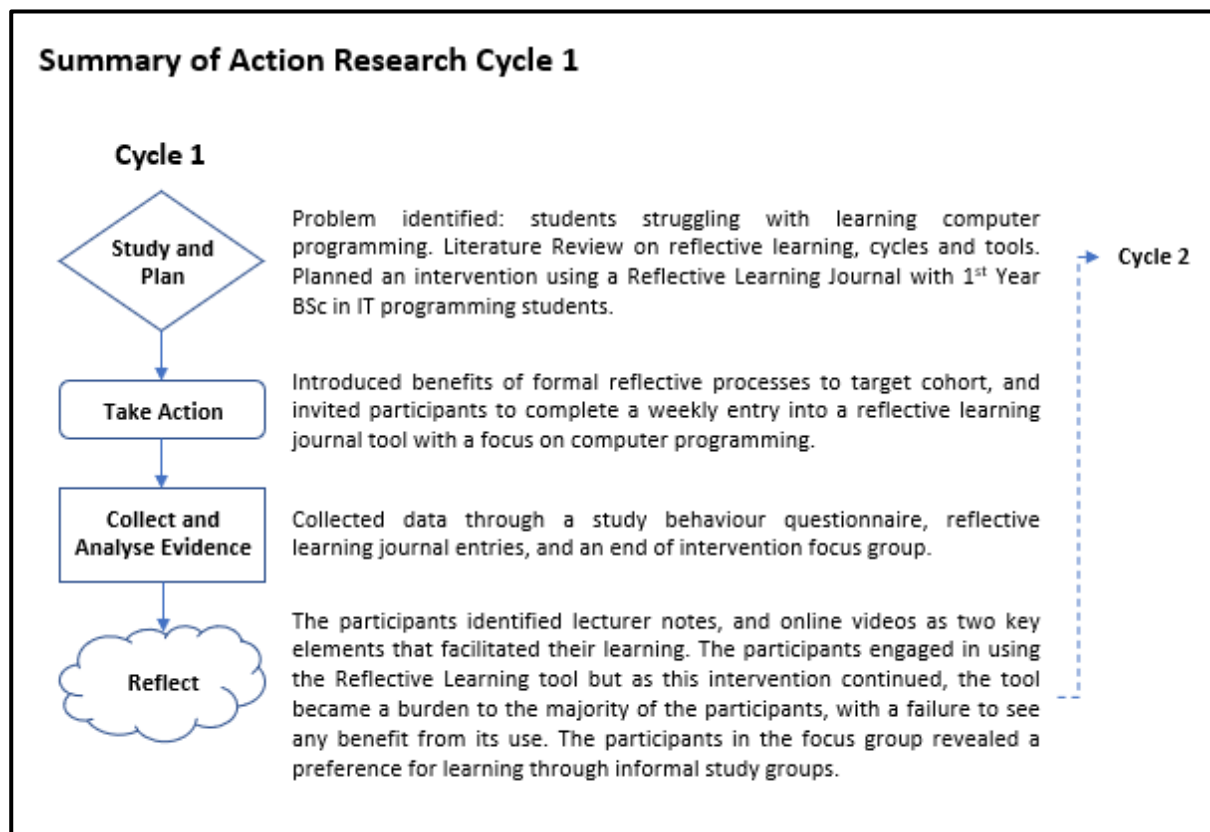 Summary of Action Research Cycle 1
Cycle 1
Study and
Plan
Problem identified: students struggling with learning computer
programming. Literature Review on reflective learning, cycles and tools.
Planned an intervention using a Reflective Learning Journal with 1st Year
BSc in IT programming students.
Cycle 2
Take Action
Introduced benefits of formal reflective processes to target cohort, and
invited participants to complete a weekly entry into a reflective learning
journal tool with a focus on computer programming.
Collect and
Analyse Evidence
Collected data through a study behaviour questionnaire, reflective
learning journal entries, and an end of intervention focus group.
Reflect
The participants identified lecturer notes, and online videos as two key
elements that facilitated their learning. The participants engaged in using
the Reflective Learning tool but as this intervention continued, the tool
became a burden to the majority of the participants, with a failure to see
any benefit from its use. The participants in the focus group revealed a
preference for learning through informal study groups.